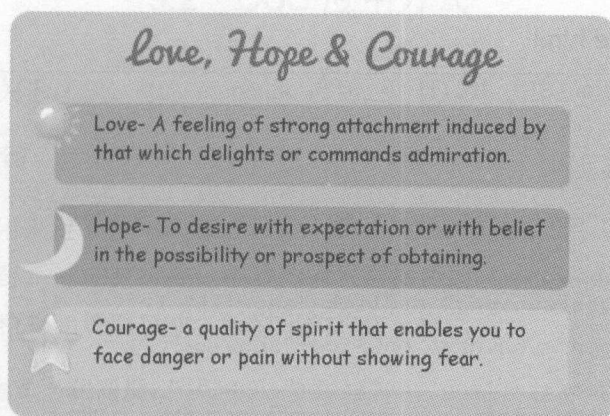 Love, Hope & Courage
Love- A feeling of strong attachment induced by
that which delights or commands admiration.
Hope- To desire with expectation or with belief
in the possibility or prospect of obtaining.
Courage- a quality of spirit that enables you to
face danger or pain without showing fear.